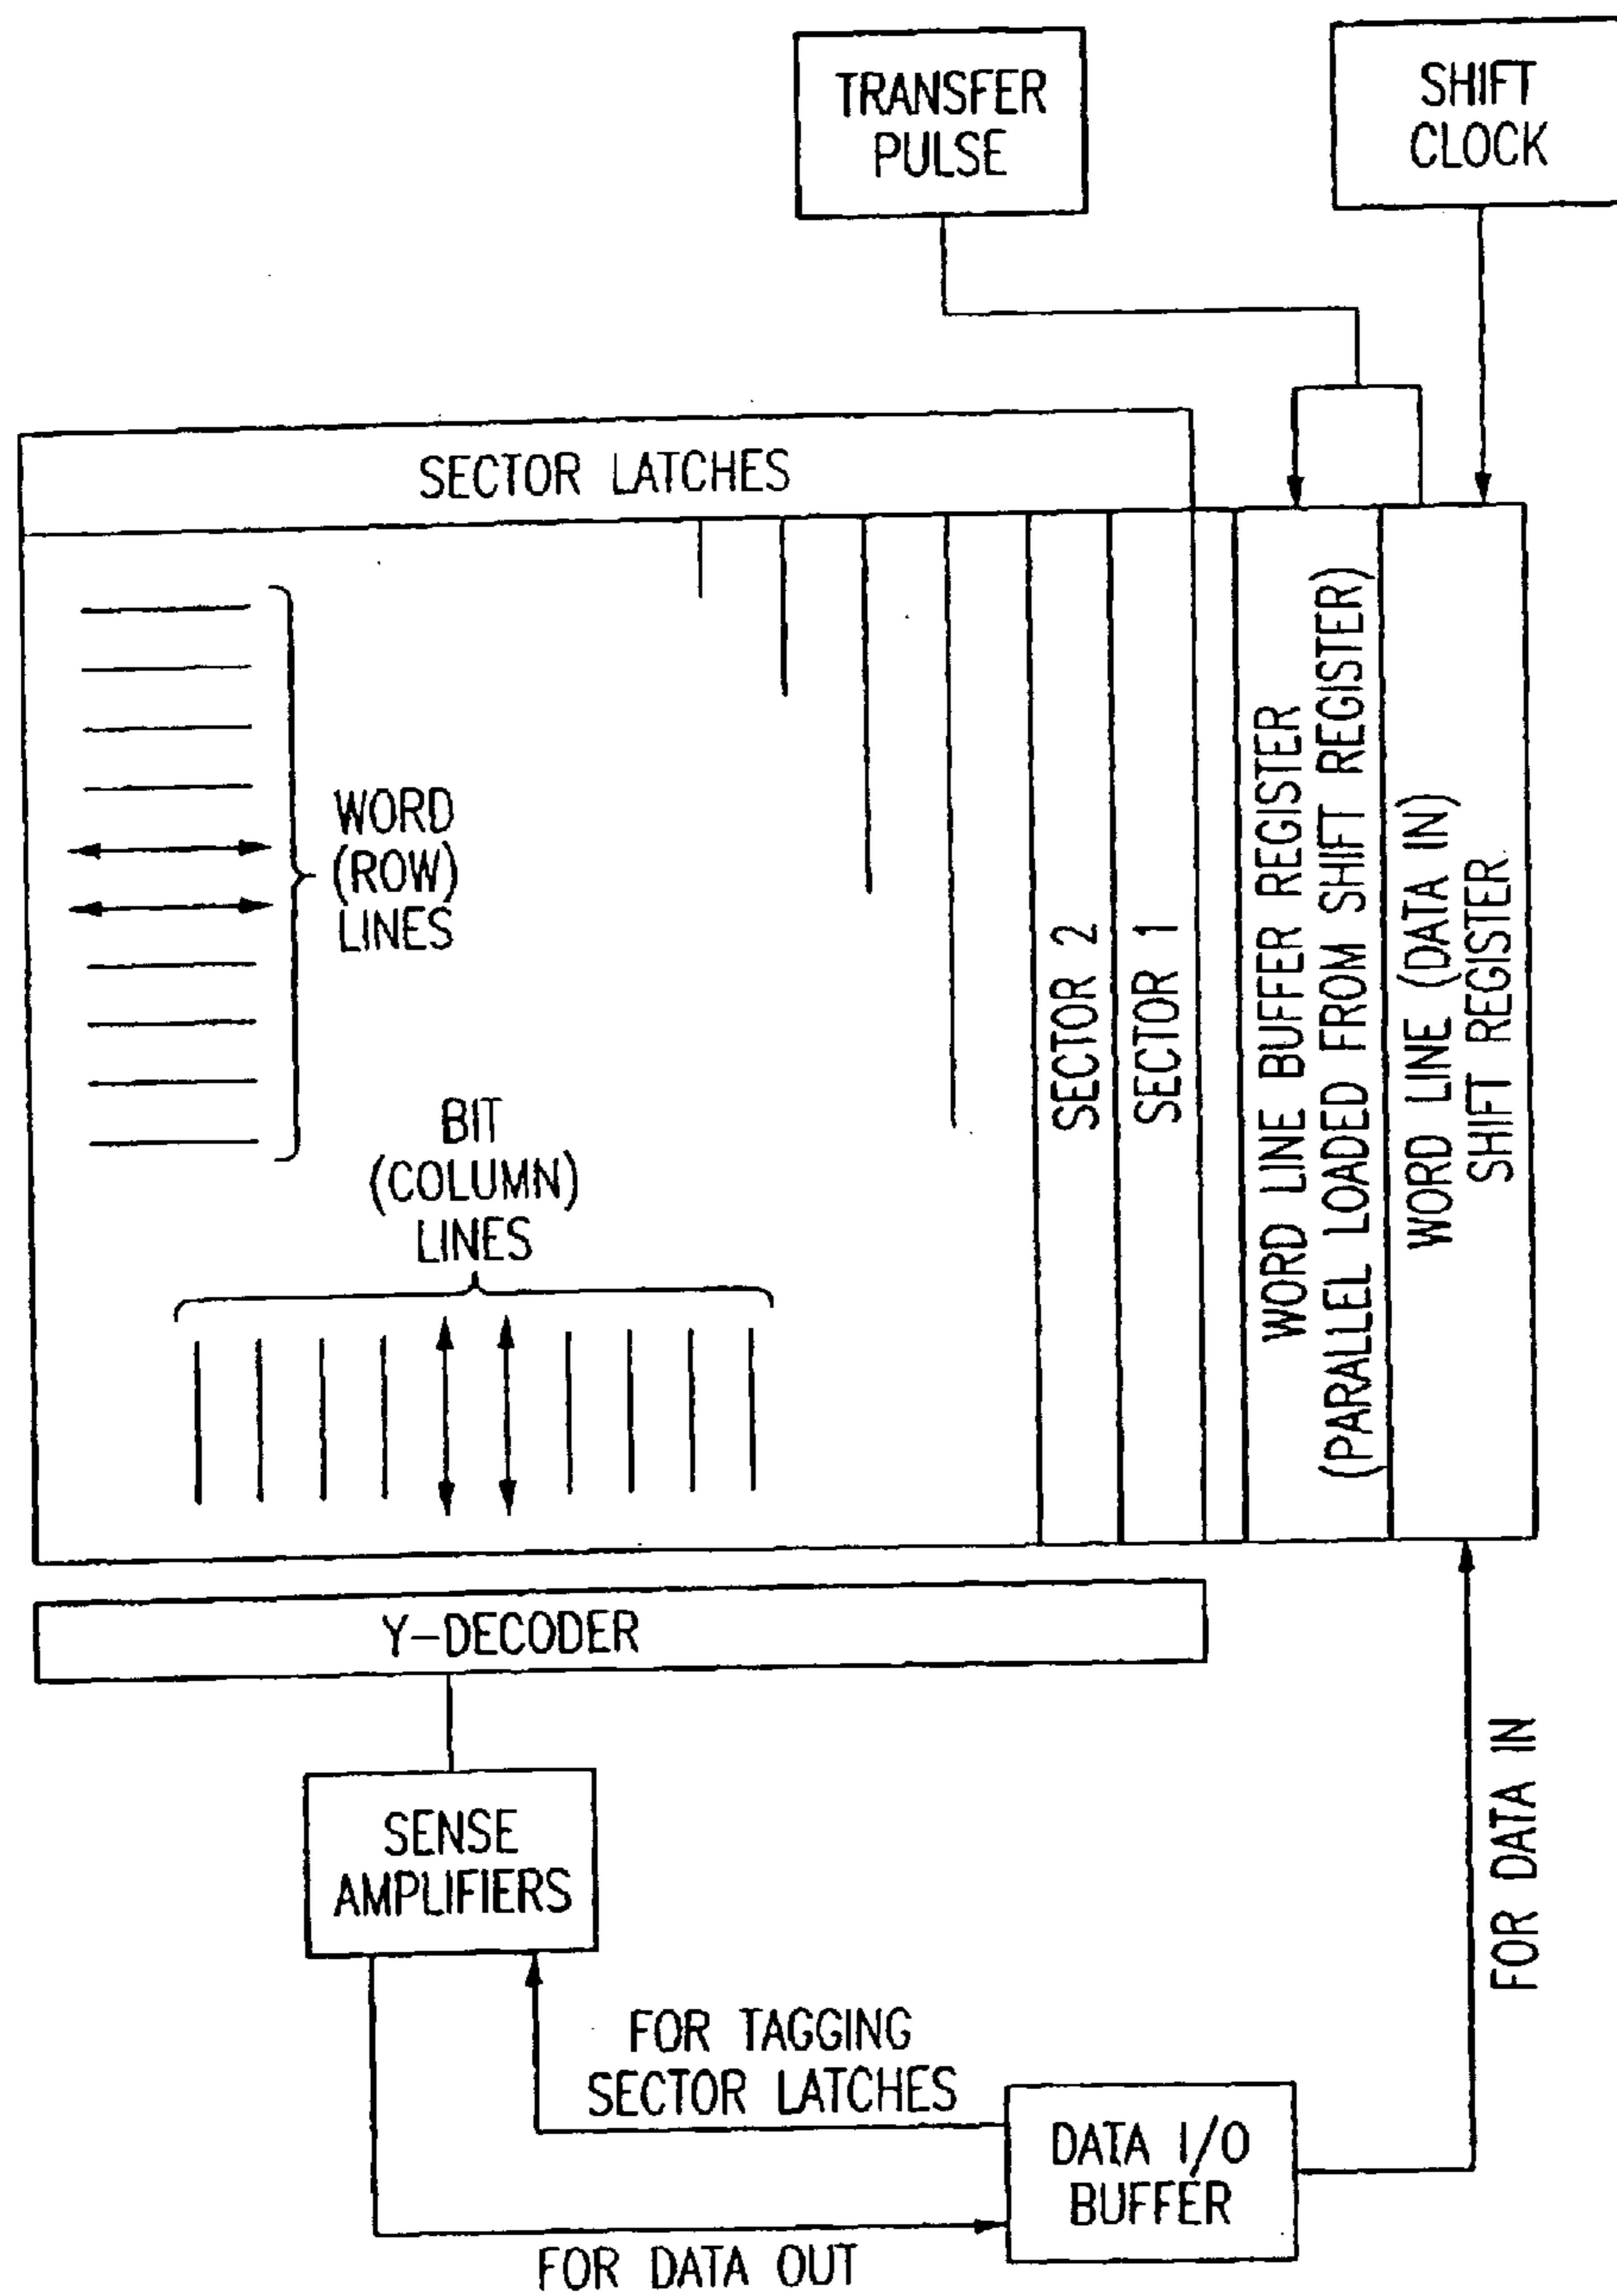 TRANSFER
PULSE
SHIFT
CLOCK
SECTOR LATCHES
WORD
(ROW)
LINES
BIT
(COLUMN)
LINES
SECTOR 2
SECTOR 1
WORD LINE BUFFER REGISTER
(PARALLEL LOADED FROM SHIFT REGISTER)
WORD LINE (DATA IN)
SHIFT REGISTER
Y-DECODER
SENSE
AMPLIFIERS
FOR DATA IN
FOR TAGGING
SECTOR LATCHES
DATA I/O
BUFFER
FOR DATA OUT